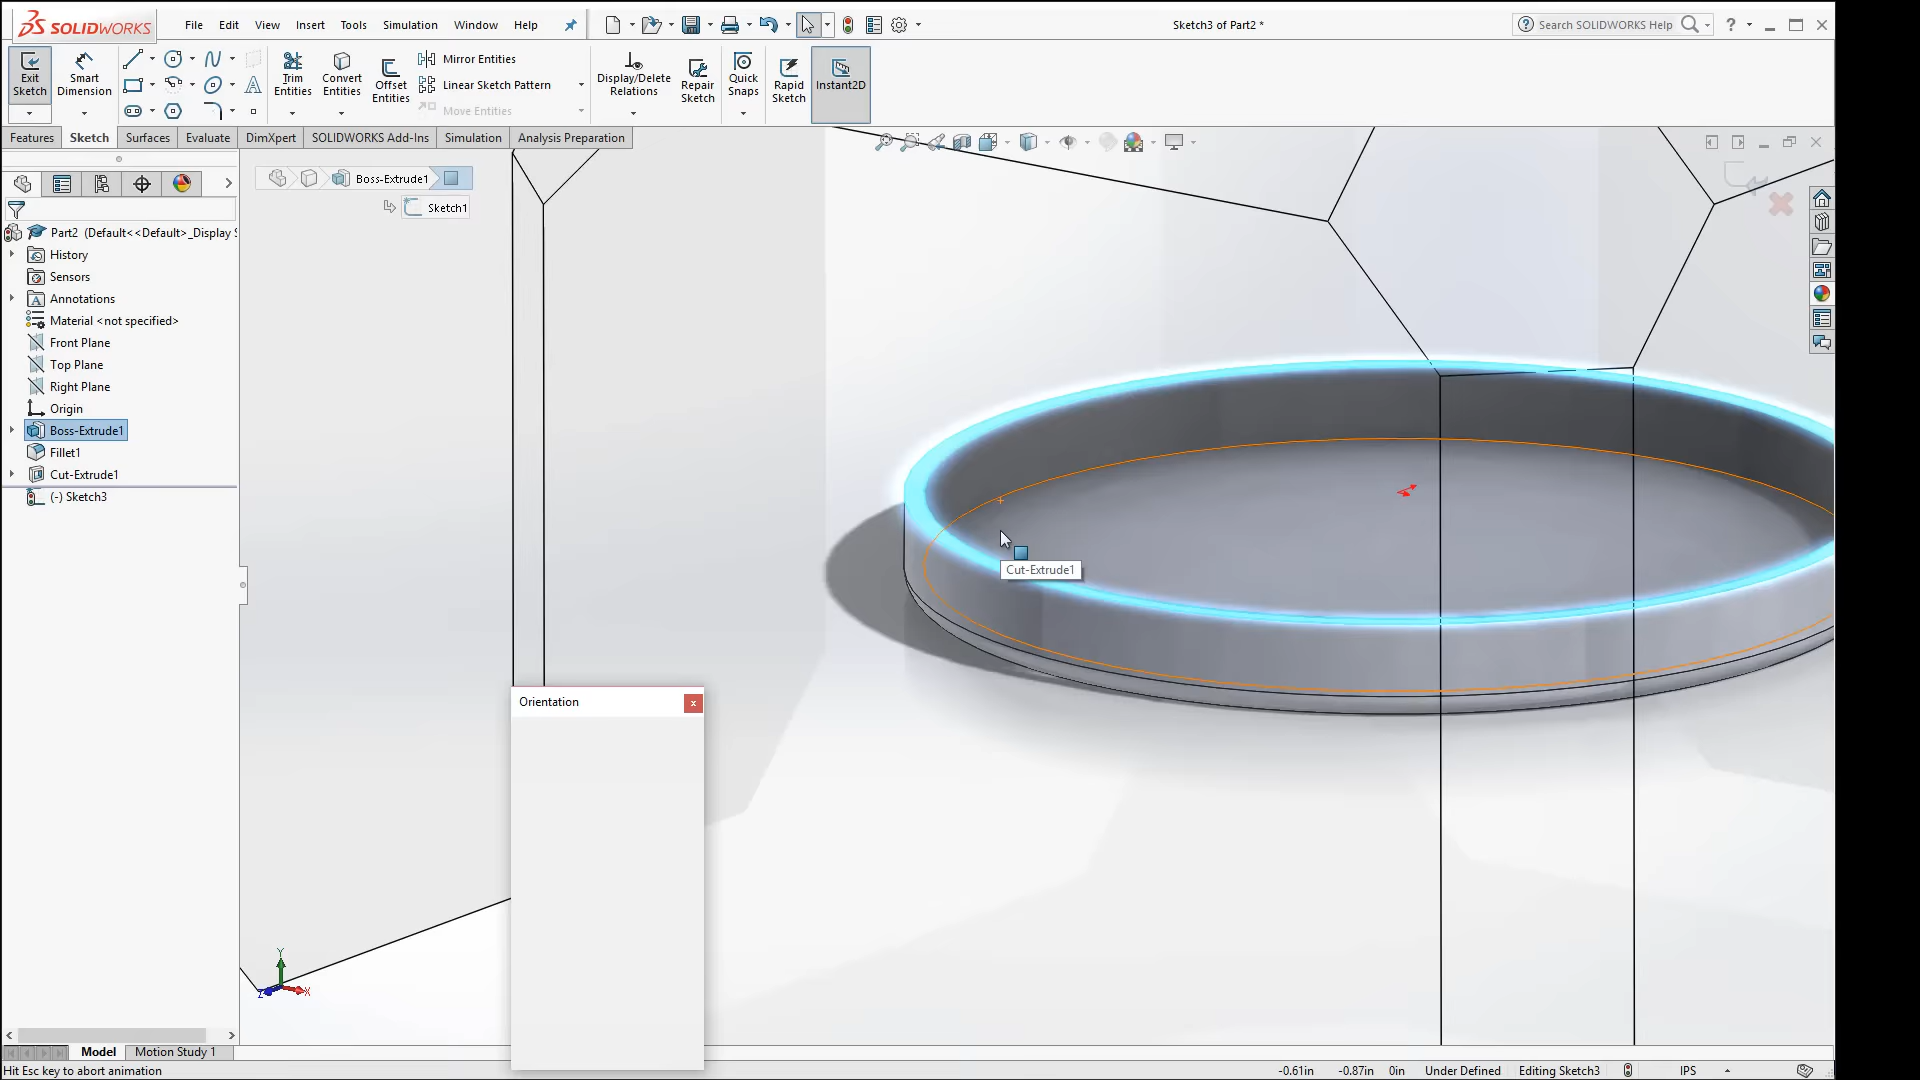 SOLIDWORKS
File Edit View Insert Tools Simulation Window Help
Sketch3 of Part2 *
Search SOLIDWORKS Help
?
Exit Sketch
Smart Dimension
Trim Entities
Convert Entities
Offset Entities
Mirror Entities
Linear Sketch Pattern
Move Entities
Display/Delete Relations
Repair Sketch
Quick Snaps
Rapid Sketch
Instant2D
Features Sketch Surfaces Evaluate DimXpert SOLIDWORKS Add-Ins Simulation Analysis Preparation
Boss-Extrude1
Sketch1
Part2 (Default<<Default>_Display S
History
Sensors
Annotations
Material <not specified>
Front Plane
Top Plane
Right Plane
Origin
Boss-Extrude1
Fillet1
Cut-Extrude1
(-) Sketch3
Cut-Extrude1
Orientation
x
Y
Z X
Model Motion Study 1
Hit Esc key to abort animation
-0.61in -0.87in 0in Under Defined Editing Sketch3 IPS